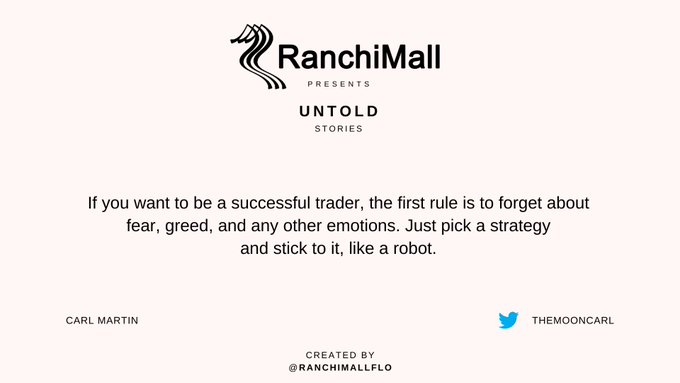 RanchiMall
PRESENTS
UNTOLD
STORIES
If you want to be a successful trader, the first rule is to forget about
fear, greed, and any other emotions. Just pick a strategy
and stick to it, like a robot.
CARL MARTIN
THEMOONCARL
CREATED BY
@RANCHIMALLFLO